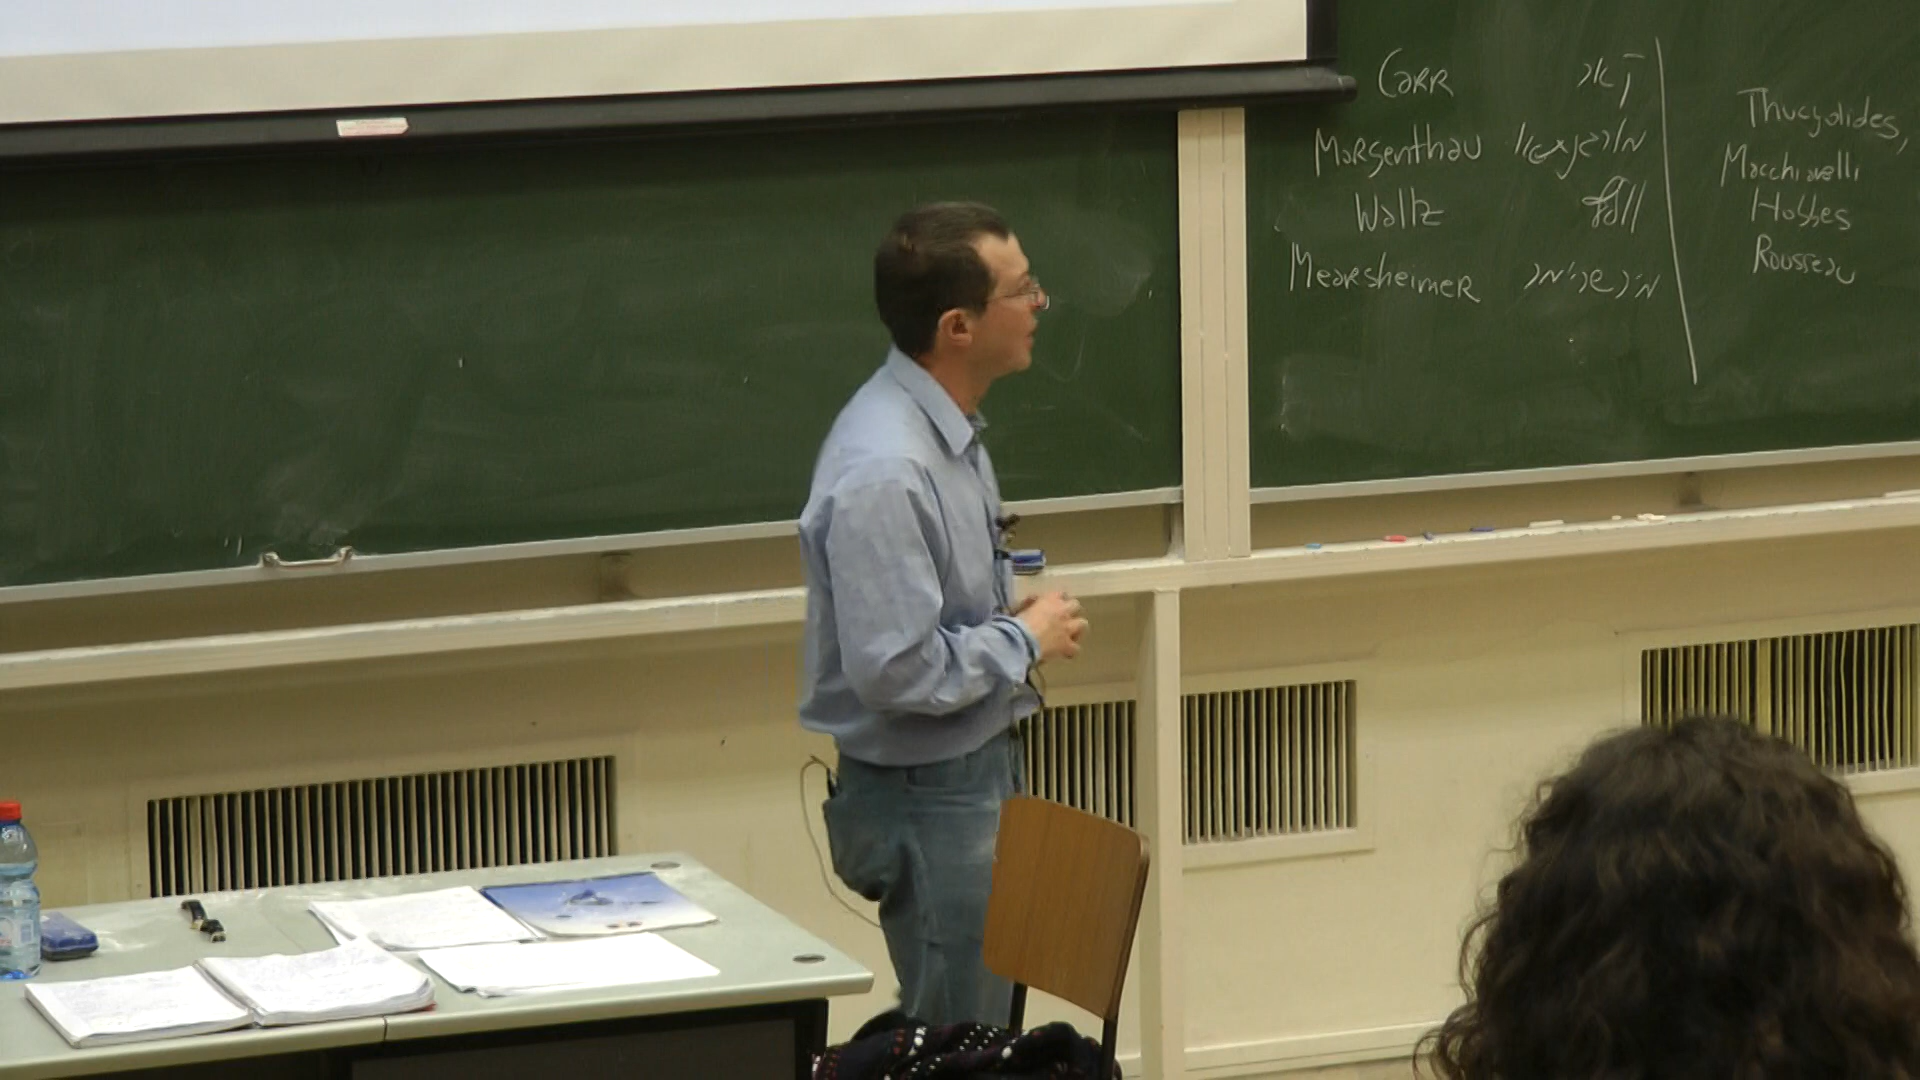 Carr קאר
Morgenthau מורגנטאו
Waltz וולץ
Mearsheimer מירשיימר
Thucydides,
Macchiavelli
Hobbes
Rousseau